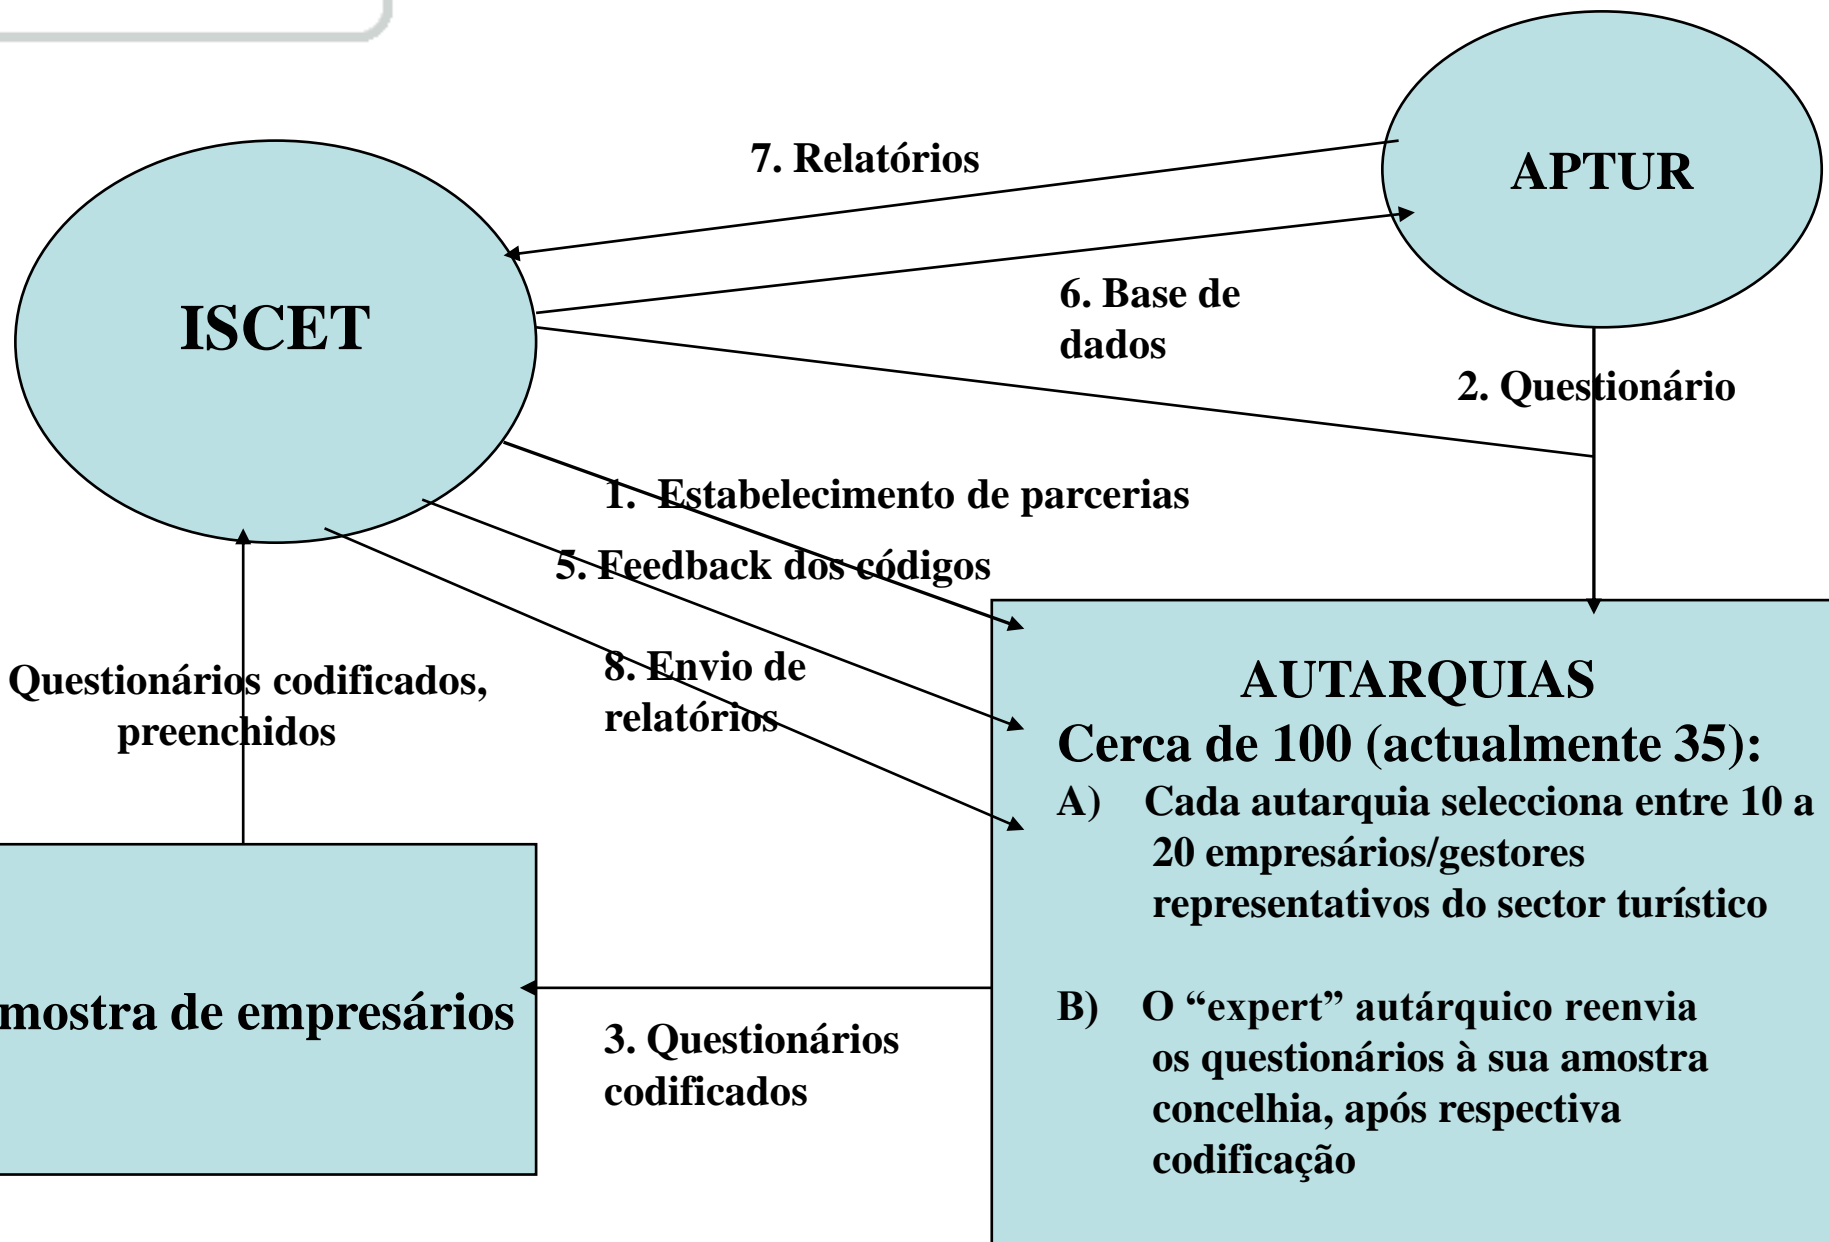 APTUR
7. Relatórios
ISCET
6. Base de
dados
2. Questionário
1. Estabelecimento de parcerias
5. Feedback dos códigos
8. Envio de
relatórios
Questionários codificados,
preenchidos
AUTARQUIAS
Cerca de 100 (actualmente 35):
A) Cada autarquia selecciona entre 10 a
20 empresários/gestores
representativos do sector turístico
B) O “expert” autárquico reenvia
os questionários à sua amostra
concelhia, após respectiva
codificação
mostra de empresários
3. Questionários
codificados